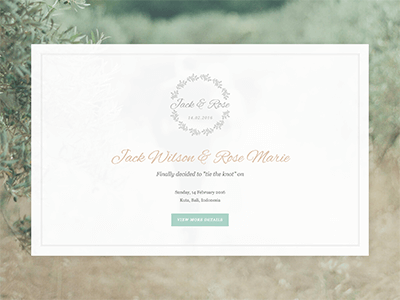 Jack & Rose
14.02.2016
Jack Wilson & Rose Marie
Finally decided to "tie the knot" on
Sunday, 14 February 2016
Kuta, Bali, Indonesia
VIEW MORE DETAILS